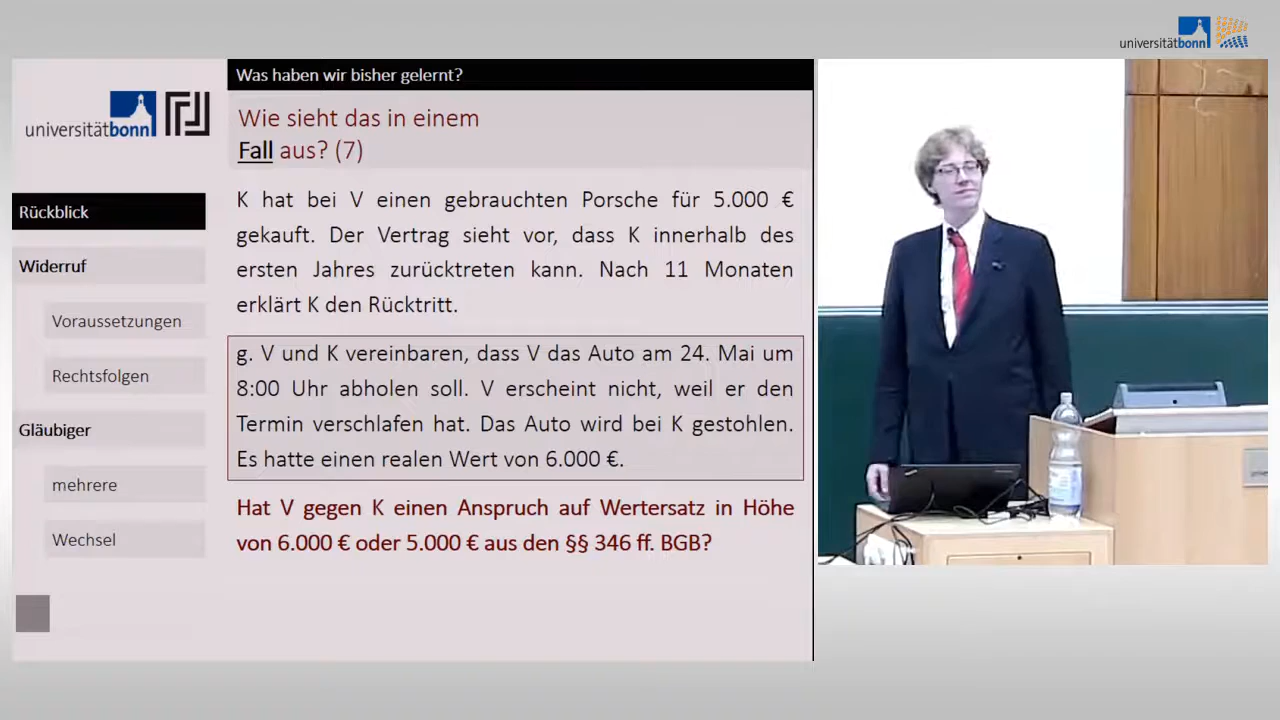 universitätbonn
Was haben wir bisher gelernt?
universitätbonn
Wie sieht das in einem
Fall aus? (7)
Rückblick
Widerruf
Voraussetzungen
Rechtsfolgen
Gläubiger
mehrere
Wechsel
K hat bei V einen gebrauchten Porsche für 5.000 €
gekauft. Der Vertrag sieht vor, dass K innerhalb des
ersten Jahres zurücktreten kann. Nach 11 Monaten
erklärt K den Rücktritt.
g. V und K vereinbaren, dass V das Auto am 24. Mai um
8:00 Uhr abholen soll. V erscheint nicht, weil er den
Termin verschlafen hat. Das Auto wird bei K gestohlen.
Es hatte einen realen Wert von 6.000 €.
Hat V gegen K einen Anspruch auf Wertersatz in Höhe
von 6.000 € oder 5.000 € aus den §§ 346 ff. BGB?